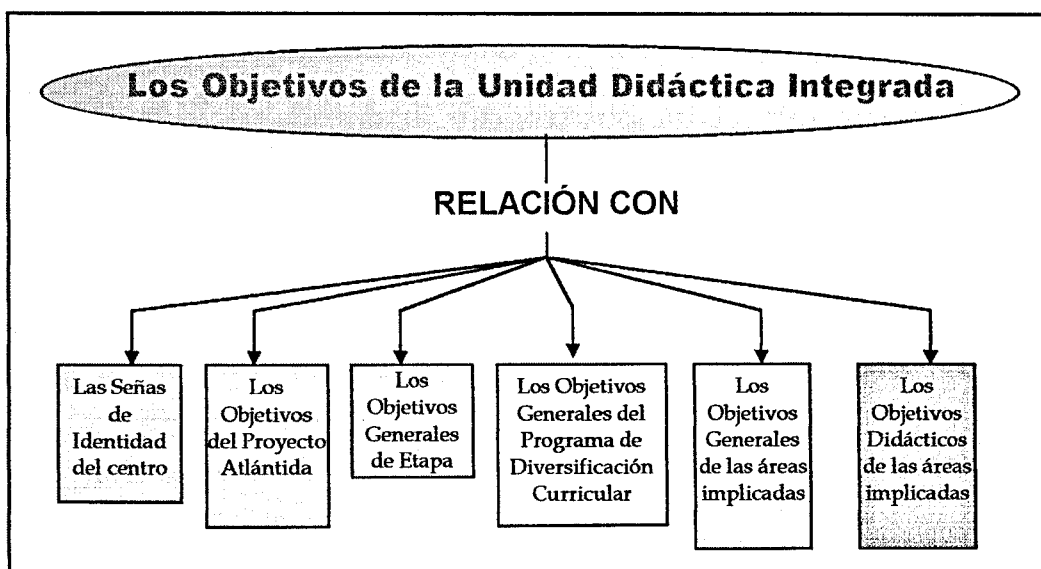 Los Objetivos de la Unidad Didáctica Integrada
RELACIÓN CON
Las Señas
de
Identidad
del centro
Los
Objetivos
del Proyecto
Atlántida
Los
Objetivos
Generales
de Etapa
Los Objetivos
Generales del
Programa de
Diversificación
Curricular
Los
Objetivos
Generales
de las áreas
implicadas
Los
Objetivos
Didácticos
de las áreas
implicadas